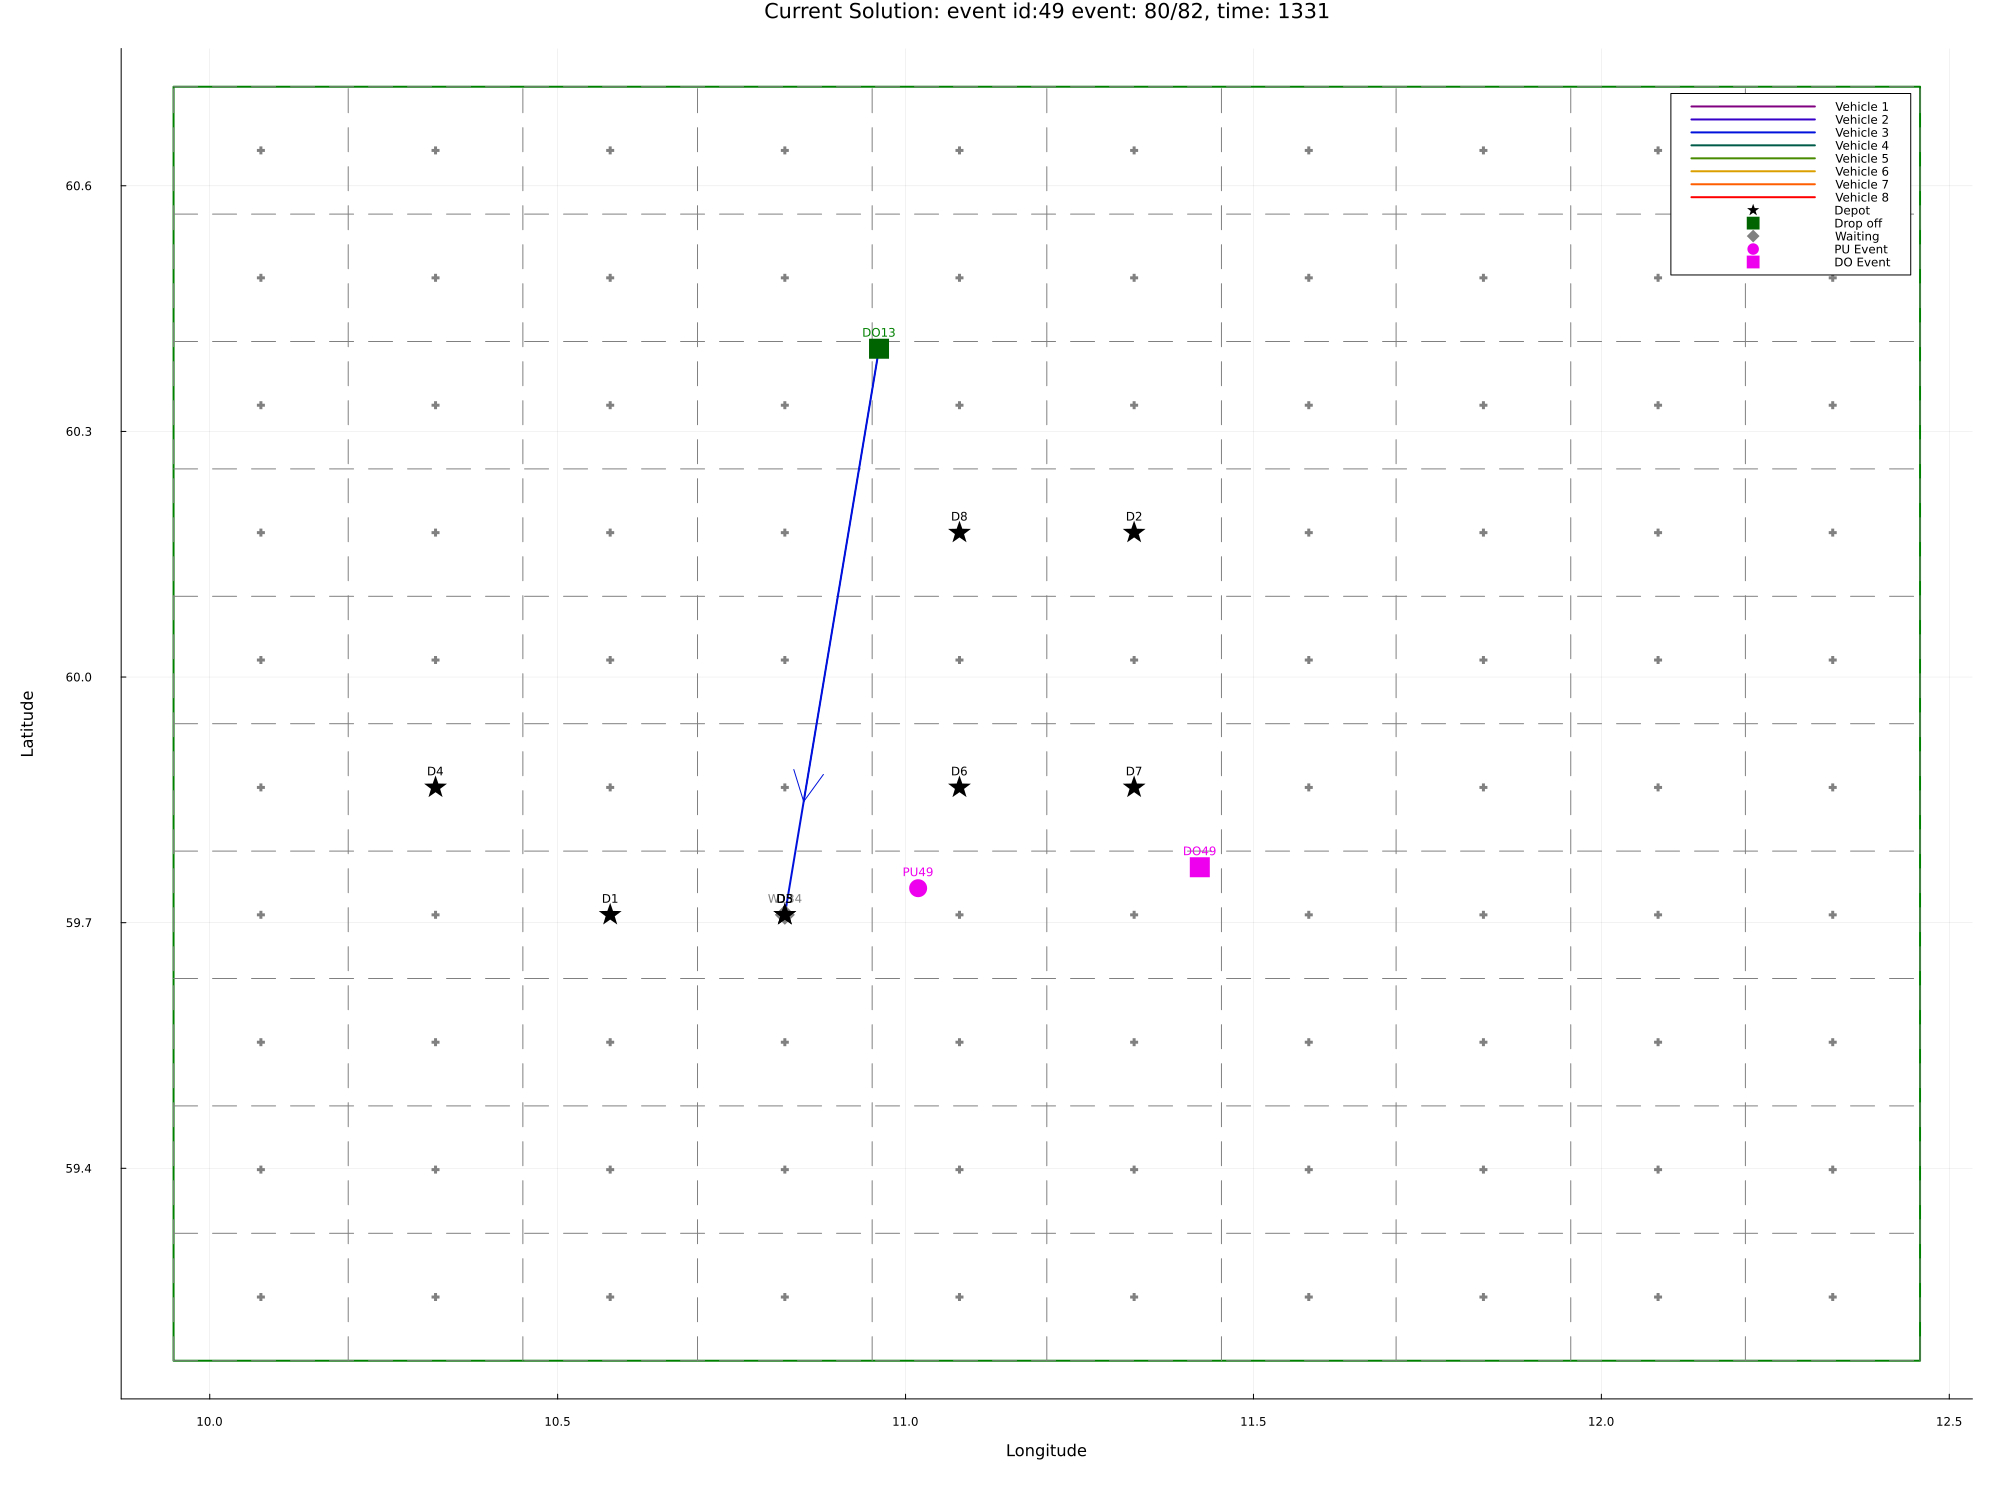 Current Solution: event id:49 event: 80/82, time: 1331
Vehicle 1
Vehicle 2
Vehicle 3
Vehicle 4
Vehicle 5
Vehicle 6
Vehicle 7
Vehicle 8
Depot
Drop off
Waiting
PU Event
DO Event
60.6
60.3
60.0
59.7
59.4
Latitude
DO13
D8
D2
D4
D6
D7
DO49
PU49
D1
10.0
10.5
11.0
11.5
12.0
12.5
Longitude